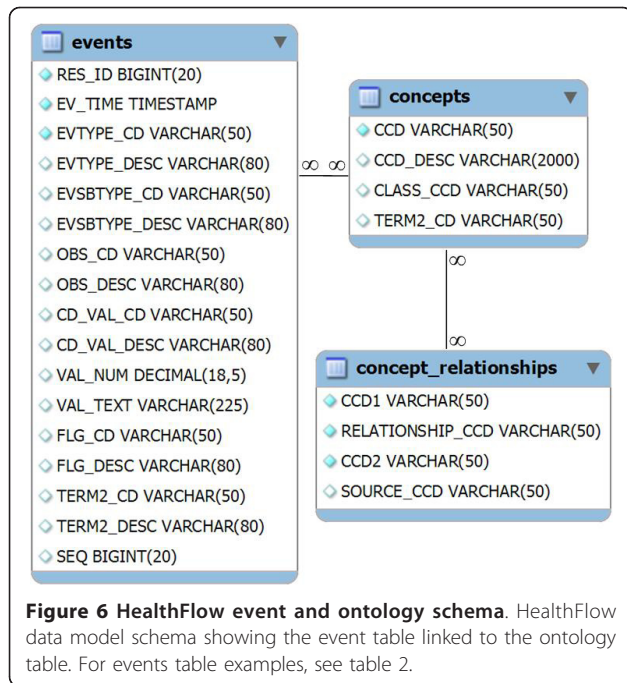 events
RES_ID BIGINT(20)
EV_TIME TIMESTAMP
EVTYPE_CD VARCHAR(50)
EVTYPE_DESC VARCHAR(80)
EVSBTYPE_CD VARCHAR(50)
EVSBTYPE_DESC VARCHAR(80)
OBS_CD VARCHAR(50)
OBS_DESC VARCHAR(80)
CD_VAL_CD VARCHAR(50)
CD_VAL_DESC VARCHAR(80)
VAL_NUM DECIMAL(18,5)
VAL_TEXT VARCHAR(225)
FLG_CD VARCHAR(50)
FLG_DESC VARCHAR(80)
TERM2_CD VARCHAR(50)
TERM2_DESC VARCHAR(80)
SEQ BIGINT(20)
∞ ∞
concepts
CCD VARCHAR(50)
CCD_DESC VARCHAR(2000)
CLASS_CCD VARCHAR(50)
TERM2_CD VARCHAR(50)
∞
∞
concept_relationships
CCD1 VARCHAR(50)
RELATIONSHIP_CCD VARCHAR(50)
CCD2 VARCHAR(50)
SOURCE_CCD VARCHAR(50)
Figure 6 HealthFlow event and ontology schema. HealthFlow
data model schema showing the event table linked to the ontology
table. For events table examples, see table 2.